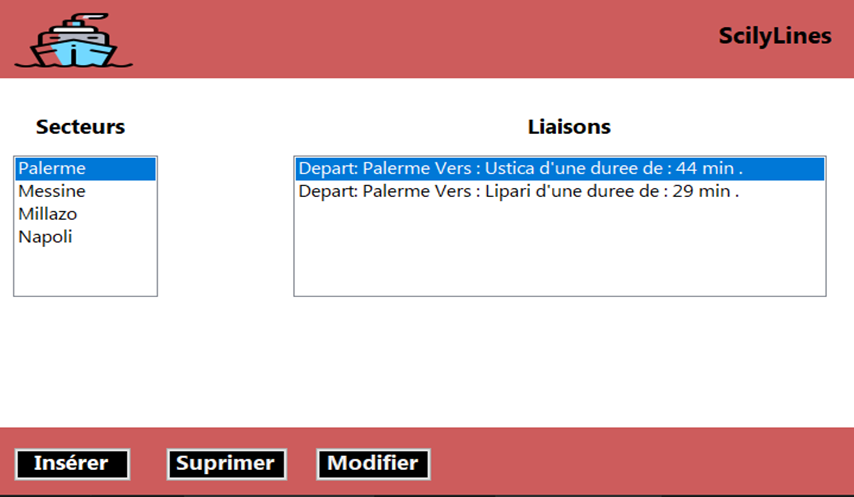 ScilyLines
Secteurs
Palerme
Messine
Millazo
Napoli
Liaisons
Depart: Palerme Vers : Ustica d'une duree de : 44 min .
Depart: Palerme Vers : Lipari d'une duree de : 29 min .
Insérer
Suprimer
Modifier